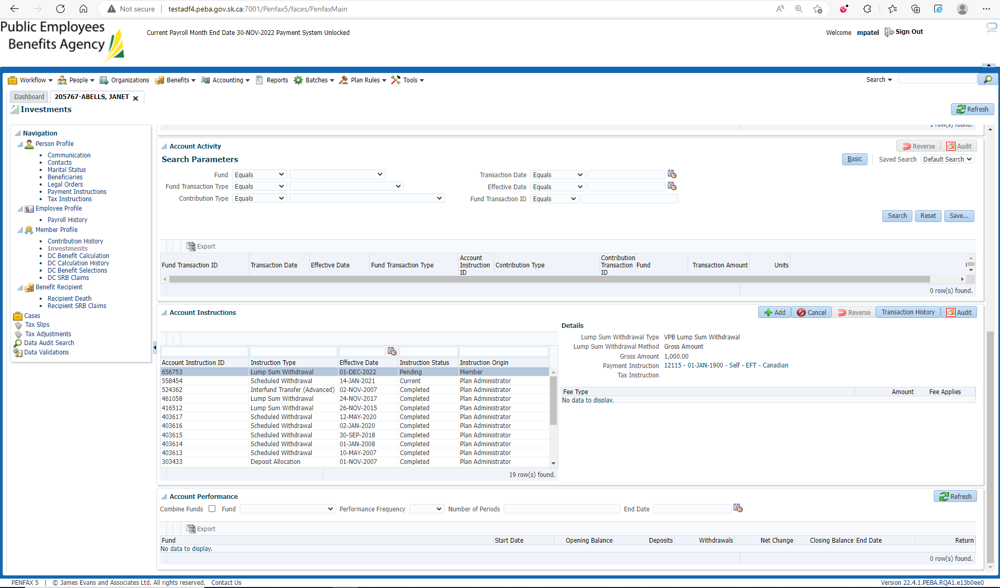 Not secure | testadf4.peba.gov.sk.ca:7001/Penfax5/faces/PenfaxMain
Public Employees
Benefits Agency
Current Payroll Month End Date 30-NOV-2022 Payment System Unlocked
Welcome mpatel Sign Out
Workflow People Organizations Benefits Accounting Reports Batches Plan Rules Tools Search
Dashboard 205767-ABELLS, JANET
Investments
Refresh
Navigation
Person Profile
Communication
Contacts
Marital Status
Beneficiaries
Legal Orders
Payment Instructions
Tax Instructions
Employee Profile
Payroll History
Member Profile
Contribution History
Investments
DC Benefit Calculation
DC Calculation History
DC Benefit Selections
DC SRB Claims
Benefit Recipient
Recipient Death
Recipient SRB Claims
Cases
Tax Slips
Tax Adjustments
Data Audit Search
Data Validations
1 row(s) found.
Account Activity Reverse Audit
Search Parameters Basic Saved Search Default Search
Fund Equals Transaction Date Equals
Fund Transaction Type Equals Effective Date Equals
Contribution Type Equals Fund Transaction ID Equals
Search Reset Save...
Export
Fund Transaction ID Transaction Date Effective Date Fund Transaction Type Account Instruction ID Contribution Type Contribution Transaction ID Fund Transaction Amount Units
0 row(s) found.
Account Instructions Add Cancel Reverse Transaction History Audit
Account Instruction ID Instruction Type Effective Date Instruction Status Instruction Origin
656753 Lump Sum Withdrawal 01-DEC-2022 Pending Member
558454 Scheduled Withdrawal 14-JAN-2021 Current Plan Administrator
524362 Interfund Transfer (Advanced) 02-NOV-2007 Completed Plan Administrator
461058 Lump Sum Withdrawal 24-NOV-2017 Completed Plan Administrator
416512 Lump Sum Withdrawal 26-NOV-2015 Completed Plan Administrator
403617 Scheduled Withdrawal 12-MAY-2020 Completed Plan Administrator
403616 Scheduled Withdrawal 02-JAN-2020 Completed Plan Administrator
403615 Scheduled Withdrawal 30-SEP-2018 Completed Plan Administrator
403614 Scheduled Withdrawal 01-JAN-2008 Completed Plan Administrator
403613 Scheduled Withdrawal 10-MAY-2007 Completed Plan Administrator
303433 Deposit Allocation 01-NOV-2007 Completed Plan Administrator
19 row(s) found.
Details
Lump Sum Withdrawal Type VPB Lump Sum Withdrawal
Lump Sum Withdrawal Method Gross Amount
Gross Amount 1,000.00
Payment Instruction 12115 - 01-JAN-1900 - Self - EFT - Canadian
Tax Instruction
Fee Type Amount Fee Applies
No data to display.
Account Performance Refresh
Combine Funds Fund Performance Frequency Number of Periods End Date
Export
Fund Start Date Opening Balance Deposits Withdrawals Net Change Closing Balance End Date Return
No data to display.
0 row(s) found.
PENFAX 5 | © James Evans and Associates Ltd. All rights reserved. Contact Us Version 22.4.1.PEBA.RQA1.e13b0ee0